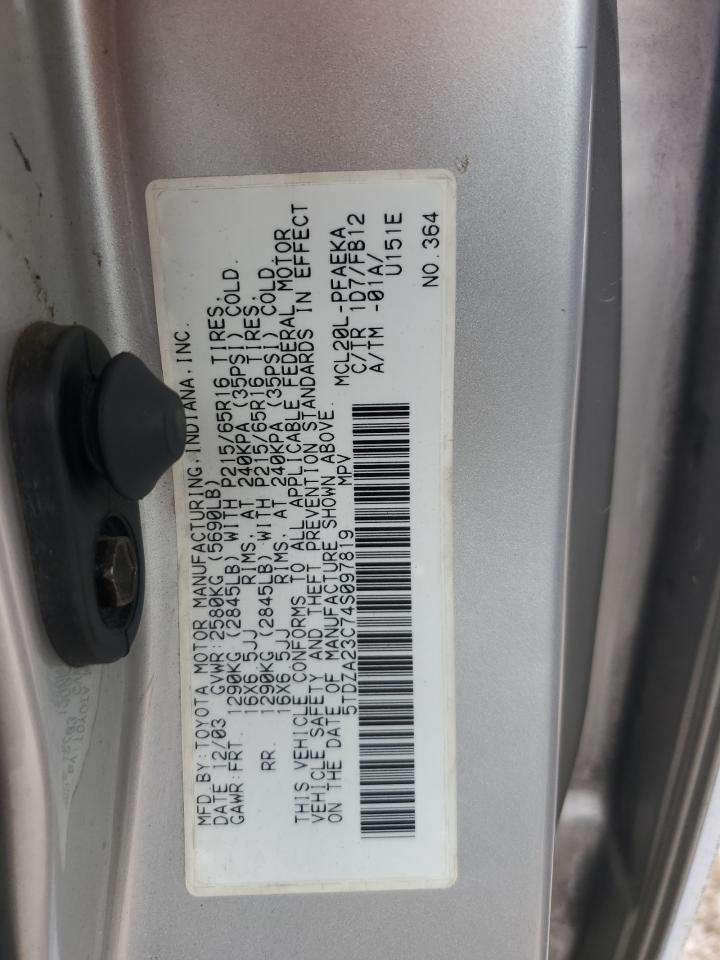 MFD.BY:TOYOTA MOTOR MANUFACTURING,INDIANA,INC.
DATE 12/03 GVWR:2580KG (5690LB)
GAWR:FRT. 1290KG (2845LB) WITH P215/65R16 TIRES,
16X6.5JJ RIMS, AT 240KPA (35PSI) COLD.
RR. 1290KG (2845LB) WITH P215/65R16 TIRES,
16X6.5JJ RIMS, AT 240KPA (35PSI) COLD.
THIS VEHICLE CONFORMS TO ALL APPLICABLE FEDERAL MOTOR
VEHICLE SAFETY AND THEFT PREVENTION STANDARDS IN EFFECT
ON THE DATE OF MANUFACTURE SHOWN ABOVE.
5TDZA23C74S097819 MPV MCL20L-PFAEKA
C/TR 1D7/FB12
A/TM -01A/
U151E
NO.364